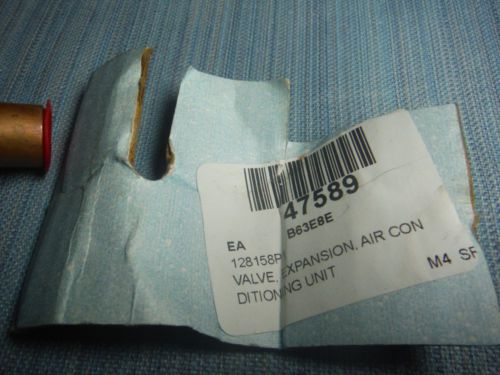 47589
EA B63E8E
128158P
VALVE, EXPANSION, AIR CON
DITIONING UNIT M4 SF